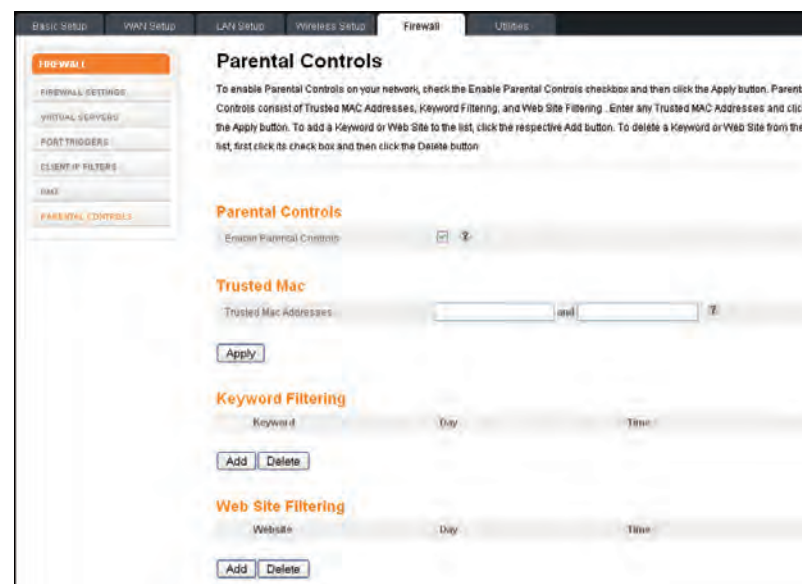 Basic Setup WAN Setup LAN Setup Wireless Setup Firewall Utilities
FIREWALL
FIREWALL SETTINGS
VIRTUAL SERVERS
PORT TRIGGERS
CLIENT IP FILTERS
DMZ
PARENTAL CONTROLS
Parental Controls
To enable Parental Controls on your network, check the Enable Parental Controls checkbox and then click the Apply button. Parent
Controls consist of Trusted MAC Addresses, Keyword Filtering, and Web Site Filtering . Enter any Trusted MAC Addresses and clic
the Apply button. To add a Keyword or Web Site to the list, click the respective Add button. To delete a Keyword or Web Site from the
list, first click its check box and then click the Delete button
Parental Controls
Enable Parental Controls ?
Trusted Mac
Trusted Mac Addresses and ?
Apply
Keyword Filtering
Keyword Day Time
Add Delete
Web Site Filtering
Website Day Time
Add Delete